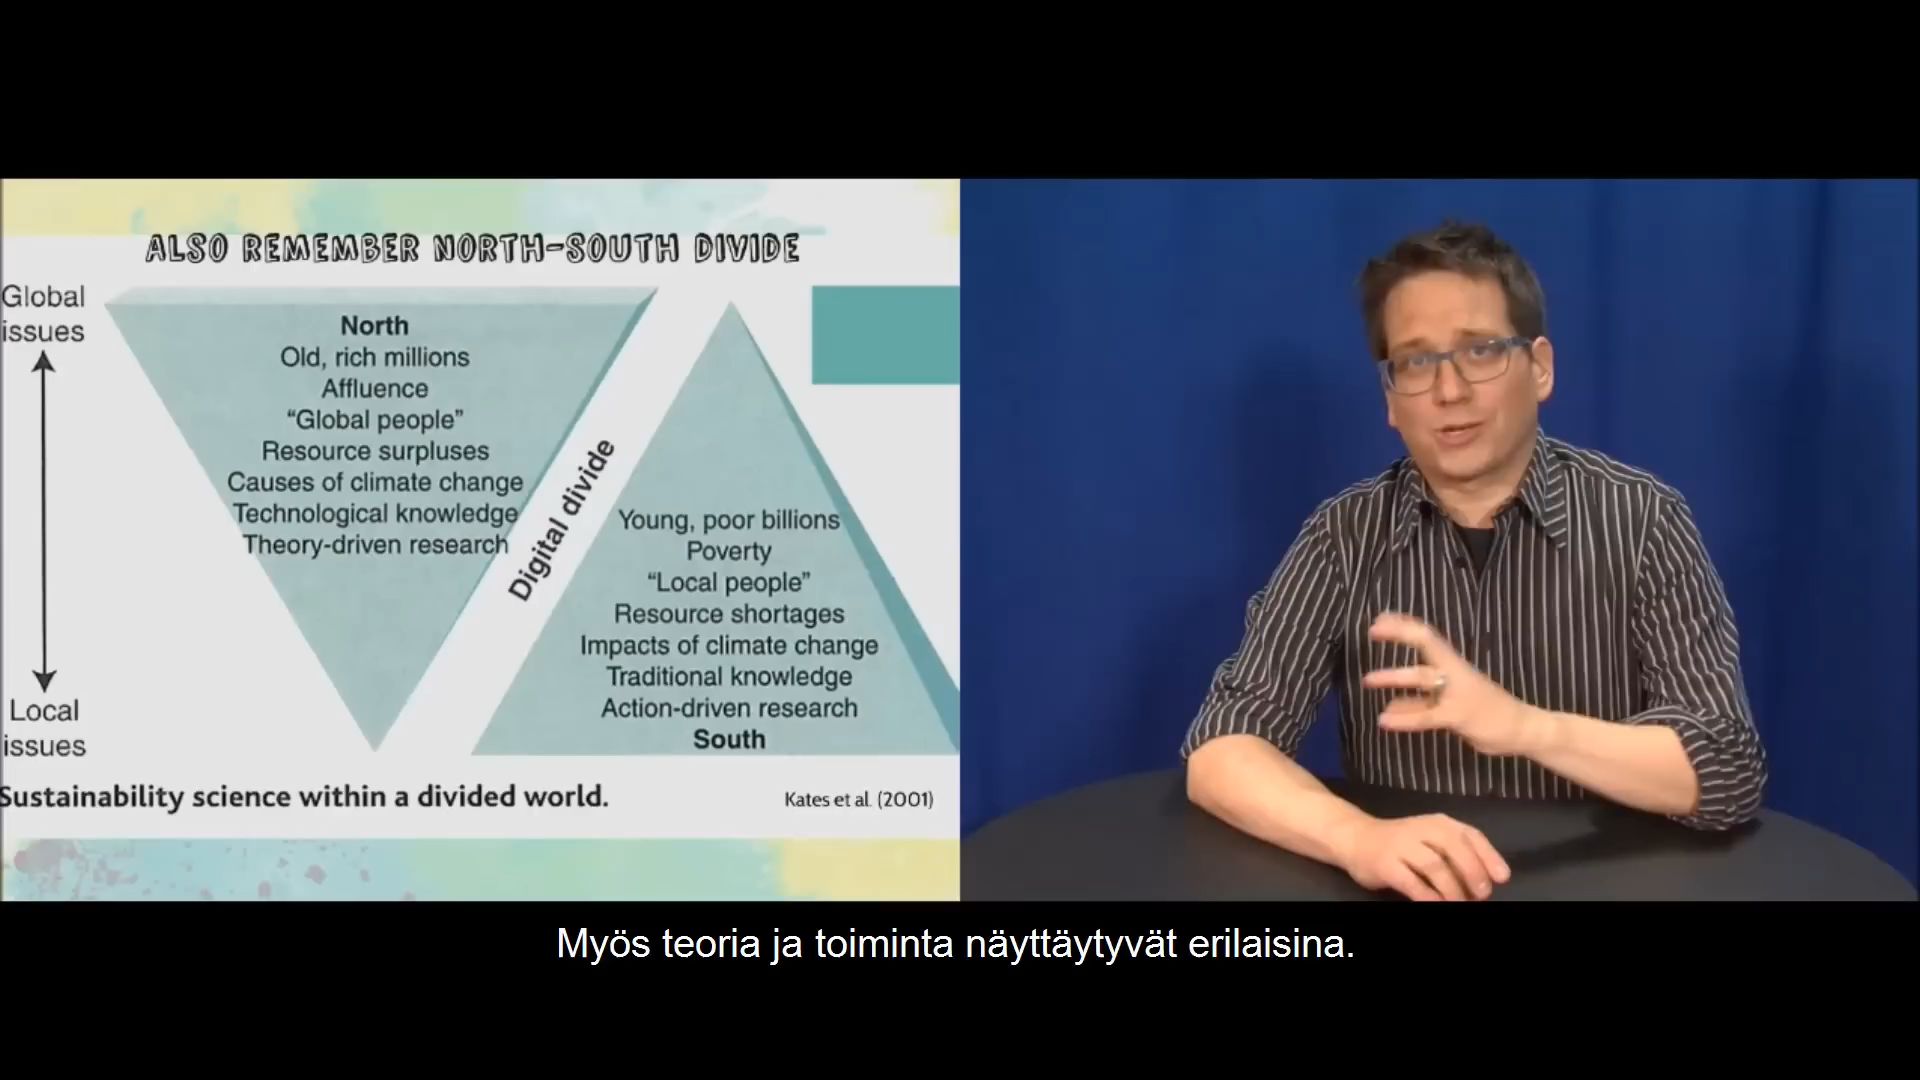 ALSO REMEMBER NORTH-SOUTH DIVIDE
Global
issues
Local
issues
North
Old, rich millions
Affluence
“Global people”
Resource surpluses
Causes of climate change
Technological knowledge
Theory-driven research
Digital divide
Young, poor billions
Poverty
“Local people”
Resource shortages
Impacts of climate change
Traditional knowledge
Action-driven research
South
Sustainability science within a divided world.
Kates et al. (2001)
Myös teoria ja toiminta näyttäytyvät erilaisina.